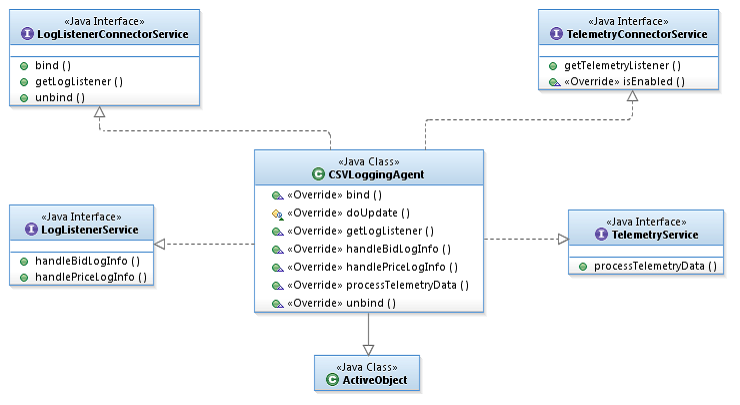 «Java Interface»
LogListenerConnectorService
bind ()
getLogListener ()
unbind ()
«Java Interface»
TelemetryConnectorService
getTelemetryListener ()
«Override» isEnabled ()
«Java Class»
CSVLoggingAgent
«Override» bind ()
«Override» doUpdate ()
«Override» getLogListener ()
«Override» handleBidLogInfo ()
«Override» handlePriceLogInfo ()
«Override» processTelemetryData ()
«Override» unbind ()
«Java Interface»
LogListenerService
handleBidLogInfo ()
handlePriceLogInfo ()
«Java Interface»
TelemetryService
processTelemetryData ()
«Java Class»
ActiveObject